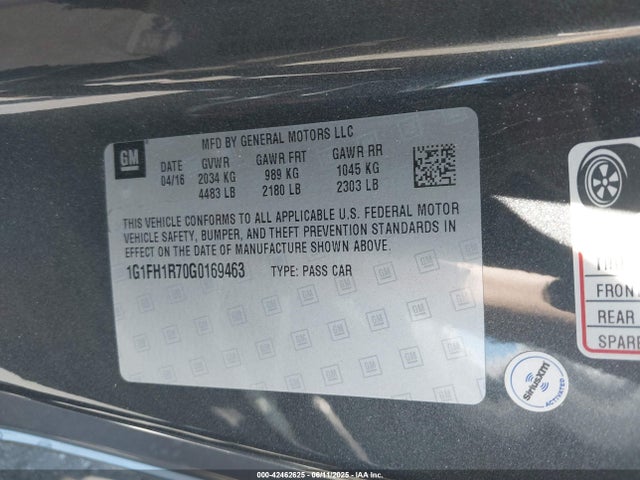 MFD BY GENERAL MOTORS LLC
GM
DATE GVWR GAWR FRT GAWR RR
04/16 2034 KG 989 KG 1045 KG
4483 LB 2180 LB 2303 LB
THIS VEHICLE CONFORMS TO ALL APPLICABLE U.S. FEDERAL MOTOR
VEHICLE SAFETY, BUMPER, AND THEFT PREVENTION STANDARDS IN
EFFECT ON THE DATE OF MANUFACTURE SHOWN ABOVE.
1G1FH1R70G0169463 TYPE: PASS CAR
FRON
REAR
SPARE
SiriusXM
ACTIVATED
000-42462625 - 06/11/2025 - IAA Inc.